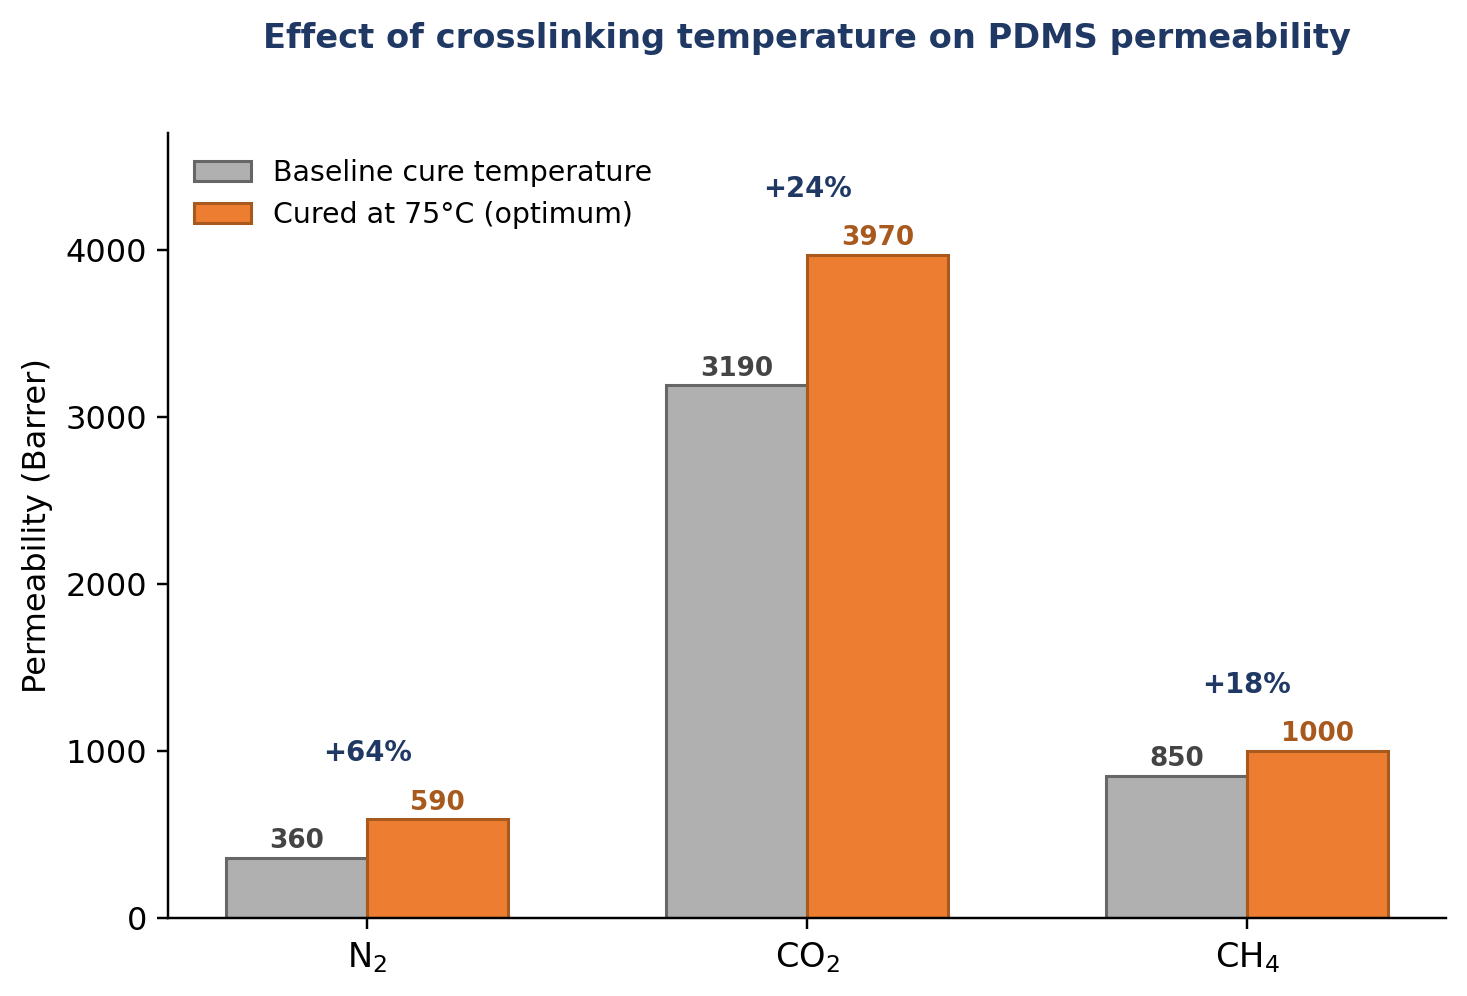 Effect of crosslinking temperature on PDMS permeability
Baseline cure temperature
Cured at 75°C (optimum)
+24%
3970
3190
+18%
1000
850
+64%
590
360
Permeability (Barrer)
4000
3000
2000
1000
0
N₂
CO₂
CH₄